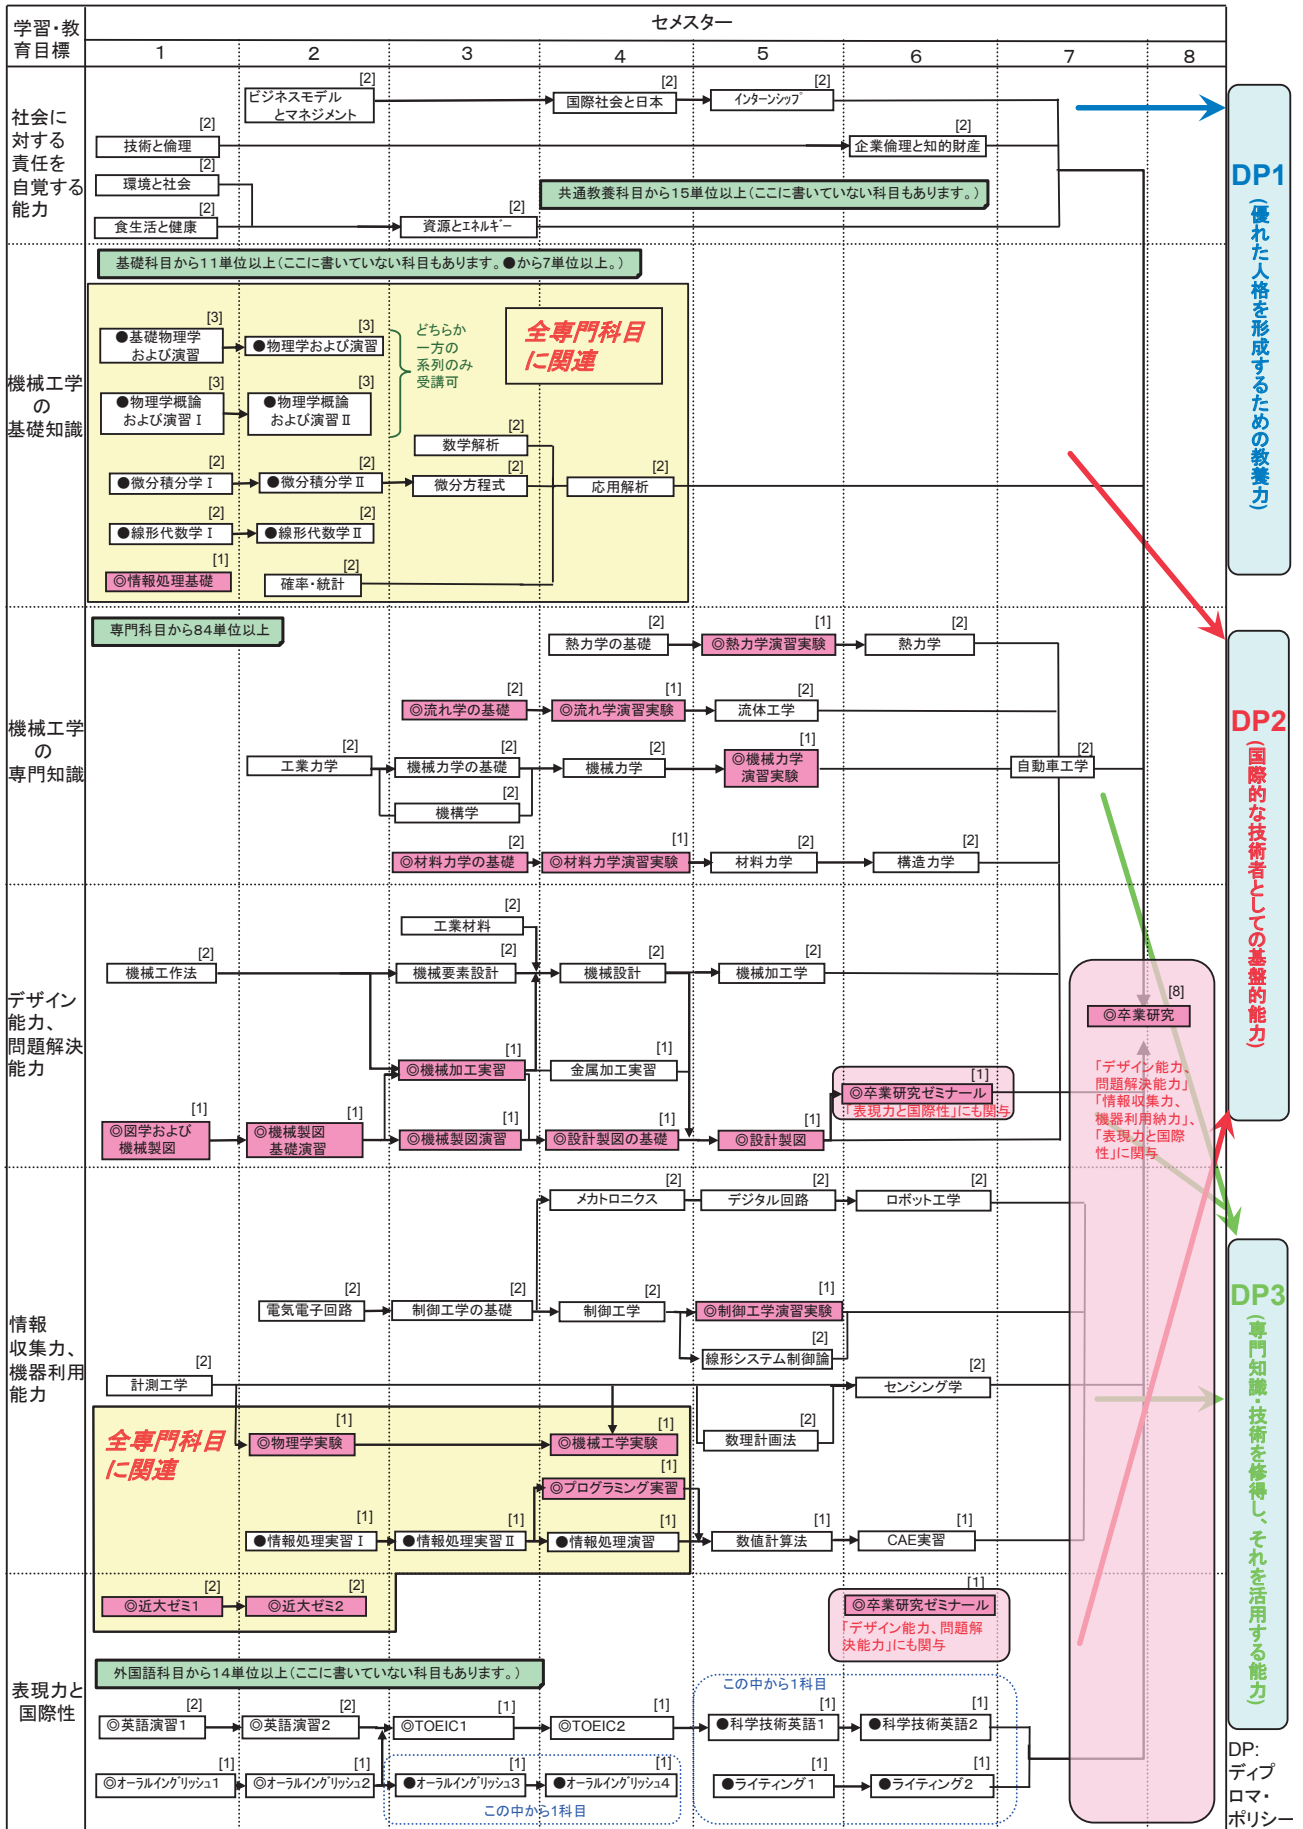 学習・教
育目標
セメスター
1
2
3
4
5
6
7
8
社会に
対する
責任を
自覚する
能力
[2]
ビジネスモデル
とマネジメント
[2]
国際社会と日本
[2]
インターンシップ
[2]
技術と倫理
[2]
企業倫理と知的財産
[2]
環境と社会
共通教養科目から15単位以上(ここに書いていない科目もあります。)
[2]
食生活と健康
[2]
資源とエネルギー
機械工学
の
基礎知識
基礎科目から11単位以上(ここに書いていない科目もあります。●から7単位以上。)
[3]
●基礎物理学
および演習
[3]
●物理学および演習
どちらか
一方の
系列のみ
受講可
全専門科目
に関連
[3]
●物理学概論
および演習Ⅰ
[3]
●物理学概論
および演習Ⅱ
[2]
数学解析
[2]
●微分積分学Ⅰ
[2]
●微分積分学Ⅱ
[2]
微分方程式
[2]
応用解析
[2]
●線形代数学Ⅰ
[2]
●線形代数学Ⅱ
[1]
◎情報処理基礎
[2]
確率・統計
機械工学
の
専門知識
専門科目から84単位以上
[2]
熱力学の基礎
[1]
◎熱力学演習実験
[2]
熱力学
[2]
◎流れ学の基礎
[1]
◎流れ学演習実験
[2]
流体工学
[2]
工業力学
[2]
機械力学の基礎
[2]
機械力学
[1]
◎機械力学
演習実験
[2]
自動車工学
[2]
機構学
[2]
◎材料力学の基礎
[1]
◎材料力学演習実験
[2]
材料力学
[2]
構造力学
デザイン
能力、
問題解決
能力
[2]
工業材料
[2]
機械工作法
[2]
機械要素設計
[2]
機械設計
[2]
機械加工学
[8]
◎卒業研究
「デザイン能力、
問題解決能力」
「情報収集力、
機器利用納力」、
「表現力と国際
性」に関与
[1]
◎機械加工実習
[1]
金属加工実習
[1]
◎卒業研究ゼミナール
「表現力と国際性」にも関与
[1]
◎図学および
機械製図
[1]
◎機械製図
基礎演習
[1]
◎機械製図演習
[1]
◎設計製図の基礎
[1]
◎設計製図
情報
収集力、
機器利用
能力
[2]
メカトロニクス
[2]
デジタル回路
[2]
ロボット工学
[2]
電気電子回路
[2]
制御工学の基礎
[2]
制御工学
[1]
◎制御工学演習実験
[2]
線形システム制御論
[2]
計測工学
[2]
センシング学
全専門科目
に関連
[1]
◎物理学実験
[1]
◎機械工学実験
[2]
数理計画法
[1]
◎プログラミング実習
[1]
●情報処理実習Ⅰ
[1]
●情報処理実習Ⅱ
[1]
●情報処理演習
[1]
数値計算法
[1]
CAE実習
[2]
◎近大ゼミ1
[2]
◎近大ゼミ2
[1]
◎卒業研究ゼミナール
「デザイン能力、問題解
決能力」にも関与
表現力と
国際性
外国語科目から14単位以上(ここに書いていない科目もあります。)
この中から1科目
[2]
◎英語演習1
[2]
◎英語演習2
[1]
◎TOEIC1
[1]
◎TOEIC2
[1]
●科学技術英語1
[1]
●科学技術英語2
[1]
◎オーラルイングリッシュ1
[1]
◎オーラルイングリッシュ2
[1]
●オーラルイングリッシュ3
[1]
●オーラルイングリッシュ4
[1]
●ライティング1
[1]
●ライティング2
この中から1科目
DP1
(優れた人格を形成するための教養力)
DP2
(国際的な技術者としての基盤的能力)
DP3
(専門知識・技術を修得し、それを活用する能力)
DP:
ディプ
ロマ・
ポリシー